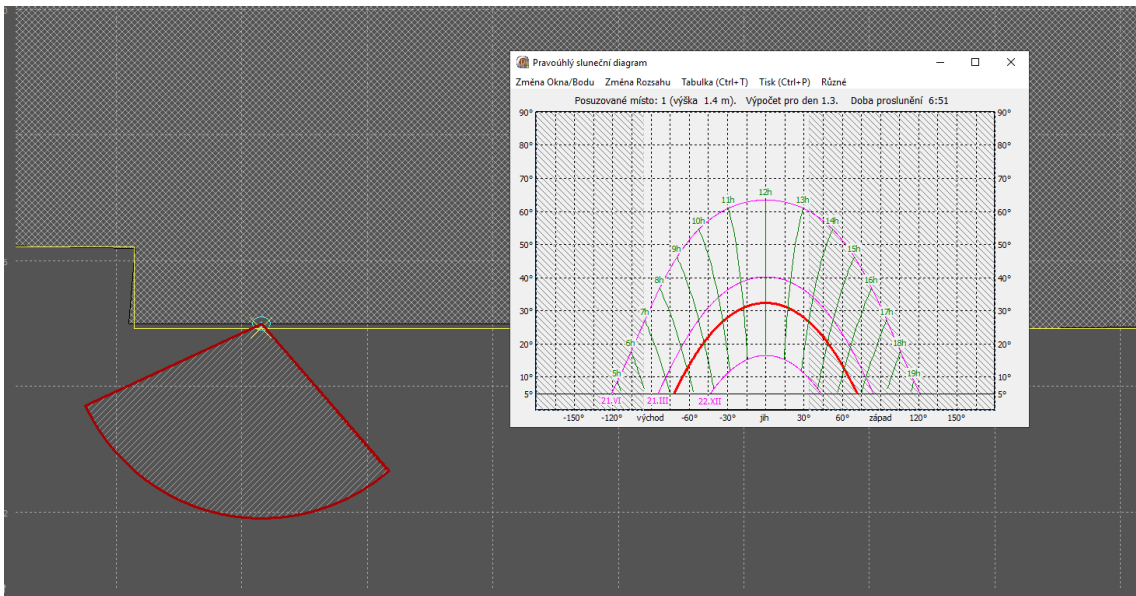 Pravoúhlý sluneční diagram
Změna Okna/Bodu Změna Rozsahu Tabulka (Ctrl+T) Tisk (Ctrl+P) Různé
Posuzované místo: 1 (výška 1.4 m). Výpočet pro den 1.3. Doba proslunění 6:51
90° 90°
80° 80°
70° 70°
12h
60° 11h 13h 60°
10h 14h
50° 50°
9h 15h
40° 8h 16h 40°
30° 7h 17h 30°
20° 6h 18h 20°
10° 5h 19h 10°
5° 5°
21.VI 21.III 22.XII
-150° -120° východ -60° -30° jih 30° 60° západ 120° 150°